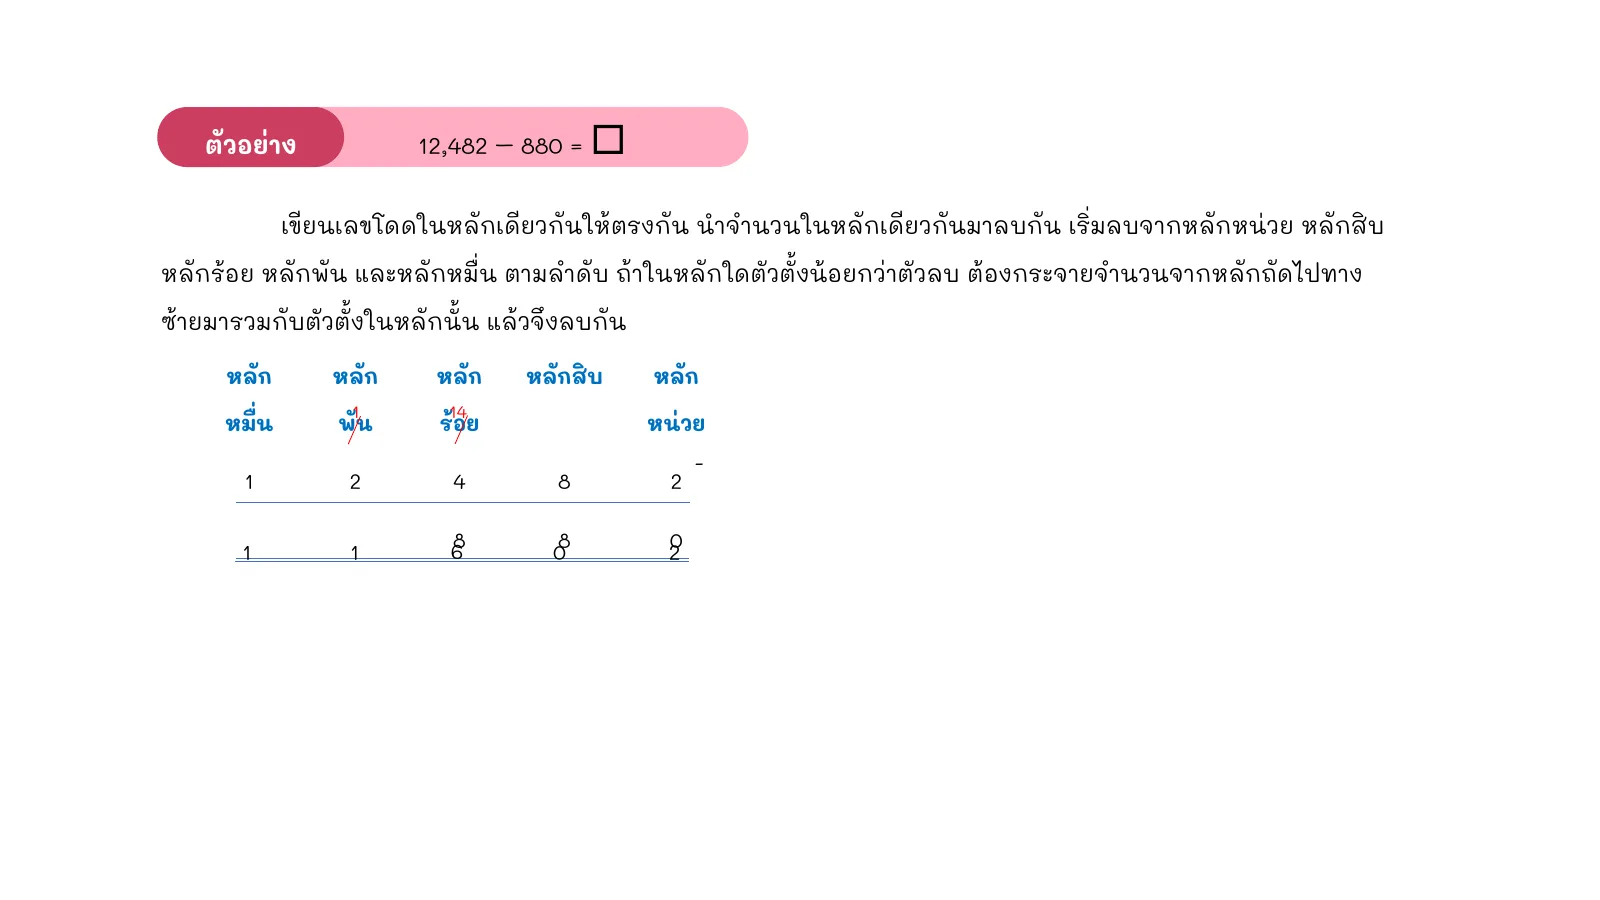 ตัวอย่าง 12,482 – 880 = □
เขียนเลขโดดในหลักเดียวกันให้ตรงกัน นำจำนวนในหลักเดียวกันมาลบกัน เริ่มลบจากหลักหน่วย หลักสิบ
หลักร้อย หลักพัน และหลักหมื่น ตามลำดับ ถ้าในหลักใดตัวตั้งน้อยกว่าตัวลบ ต้องกระจายจำนวนจากหลักถัดไปทาง
ซ้ายมารวมกับตัวตั้งในหลักนั้น แล้วจึงลบกัน
หลัก หลัก หลัก หลักสิบ หลัก
1 14
หมื่น พัน ร้อย หน่วย
-
1 2 4 8 2
8 8 0
1 1 6 0 2